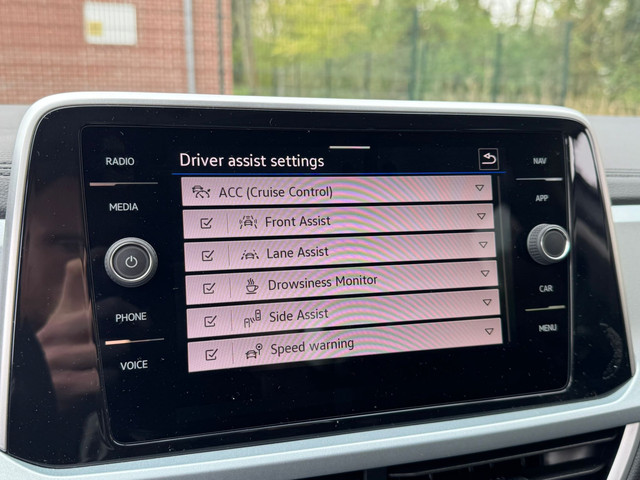 RADIO
MEDIA
PHONE
VOICE
Driver assist settings
ACC (Cruise Control)
Front Assist
Lane Assist
Drowsiness Monitor
Side Assist
Speed warning
NAV
APP
CAR
MENU